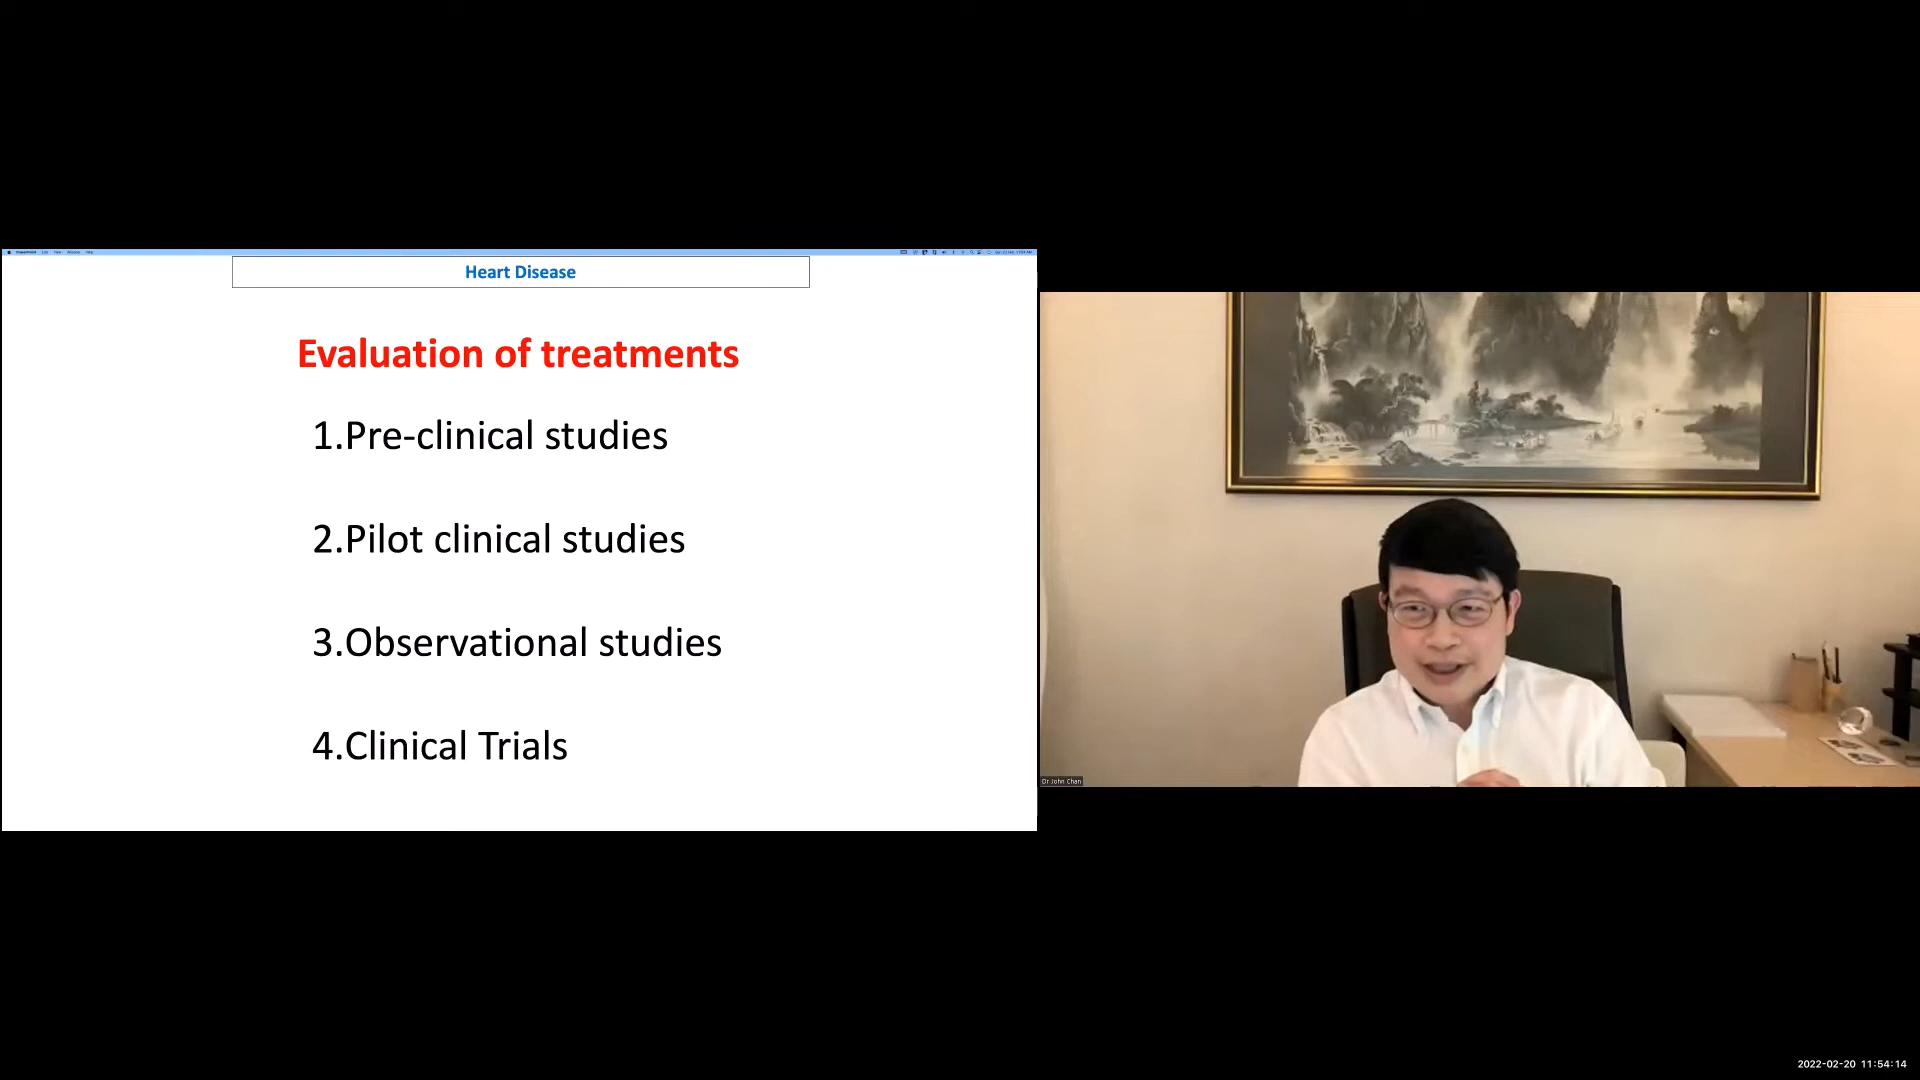 Heart Disease
Evaluation of treatments
1.Pre-clinical studies
2.Pilot clinical studies
3.Observational studies
4.Clinical Trials
Dr John Chan
2022-02-20 11:54:14